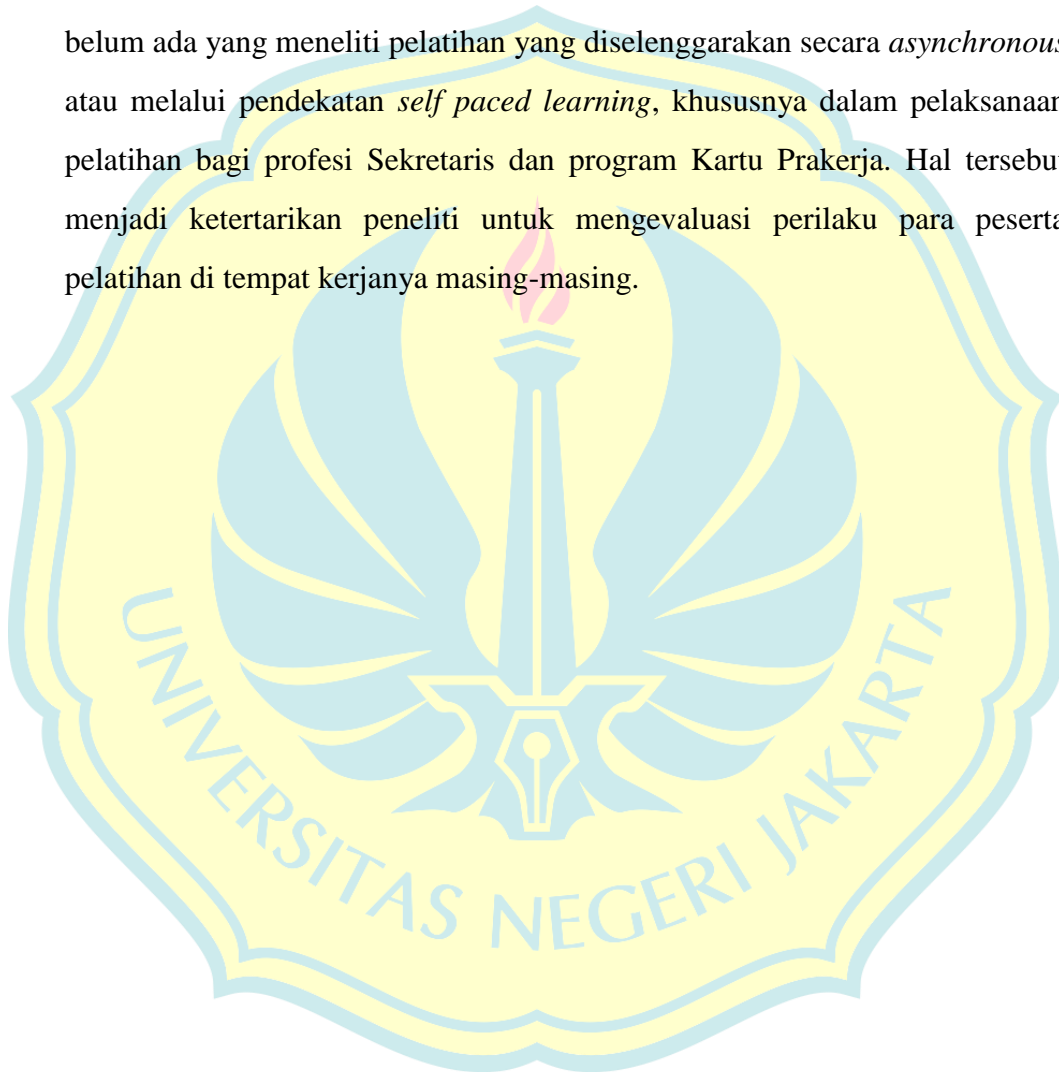 belum ada yang meneliti pelatihan yang diselenggarakan secara asynchronous
atau melalui pendekatan self paced learning, khususnya dalam pelaksanaan
pelatihan bagi profesi Sekretaris dan program Kartu Prakerja. Hal tersebut
menjadi ketertarikan peneliti untuk mengevaluasi perilaku para peserta
pelatihan di tempat kerjanya masing-masing.
UNIVERSITAS NEGERI JAKARTA